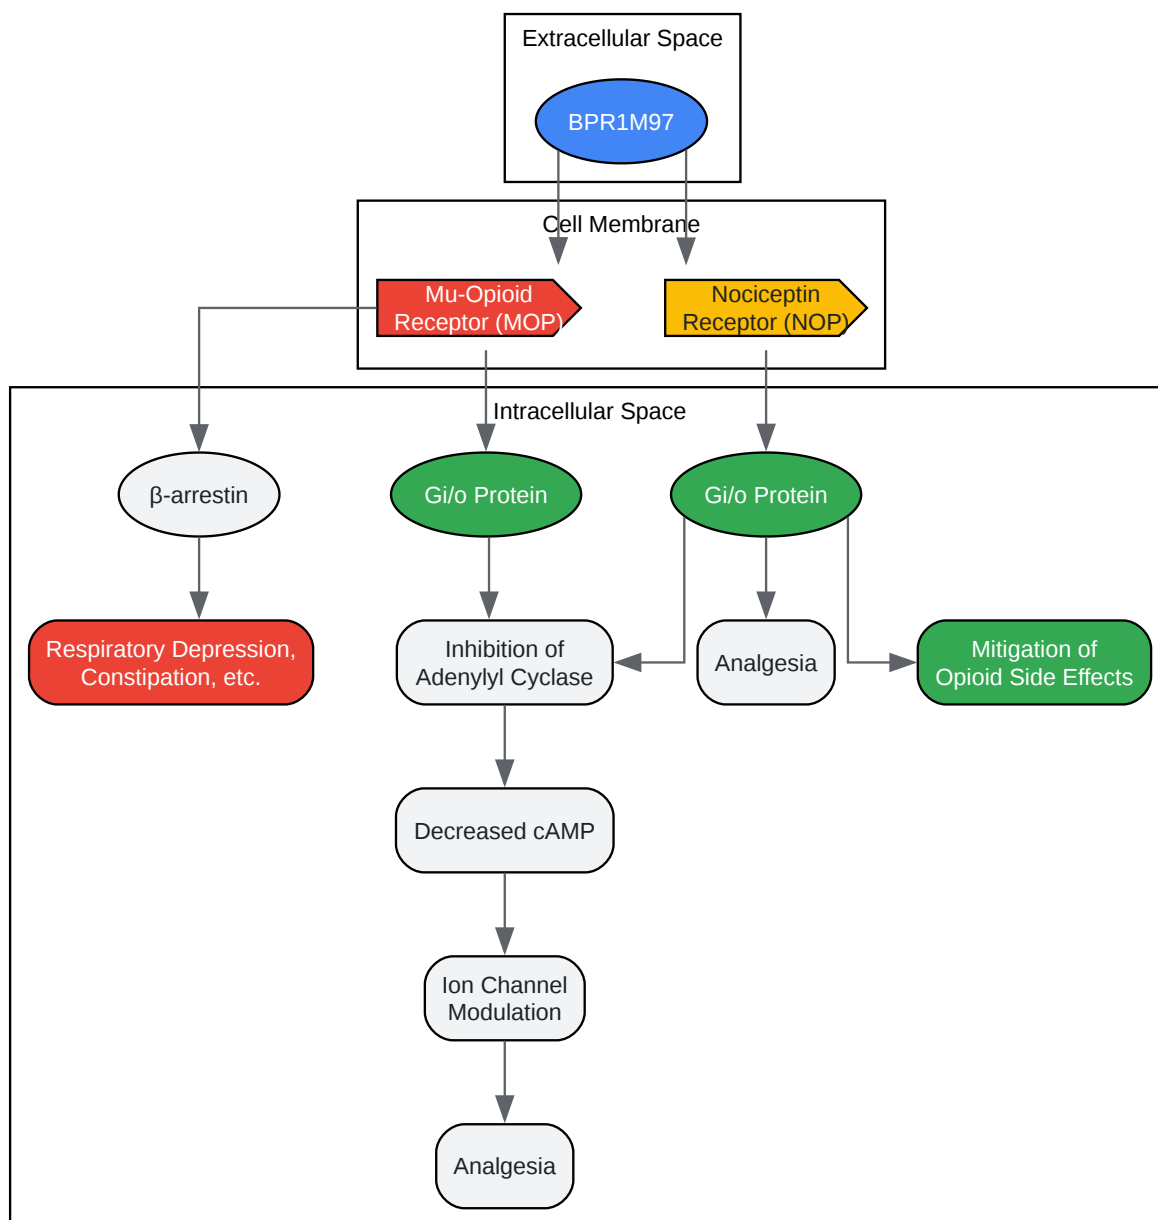 Extracellular Space
BPR1M97
Cell Membrane
Mu-Opioid
Receptor (MOP)
Nociceptin
Receptor (NOP)
Intracellular Space
β-arrestin
Gi/o Protein
Gi/o Protein
Respiratory Depression,
Constipation, etc.
Inhibition of
Adenylyl Cyclase
Analgesia
Mitigation of
Opioid Side Effects
Decreased cAMP
Ion Channel
Modulation
Analgesia